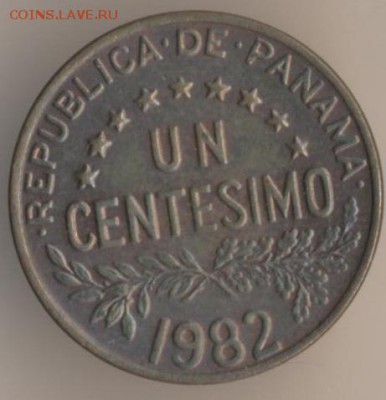 COINS.LAVE.RU
·REPUBLICA·DE·PANAMA·
UN
CENTESIMO
1982